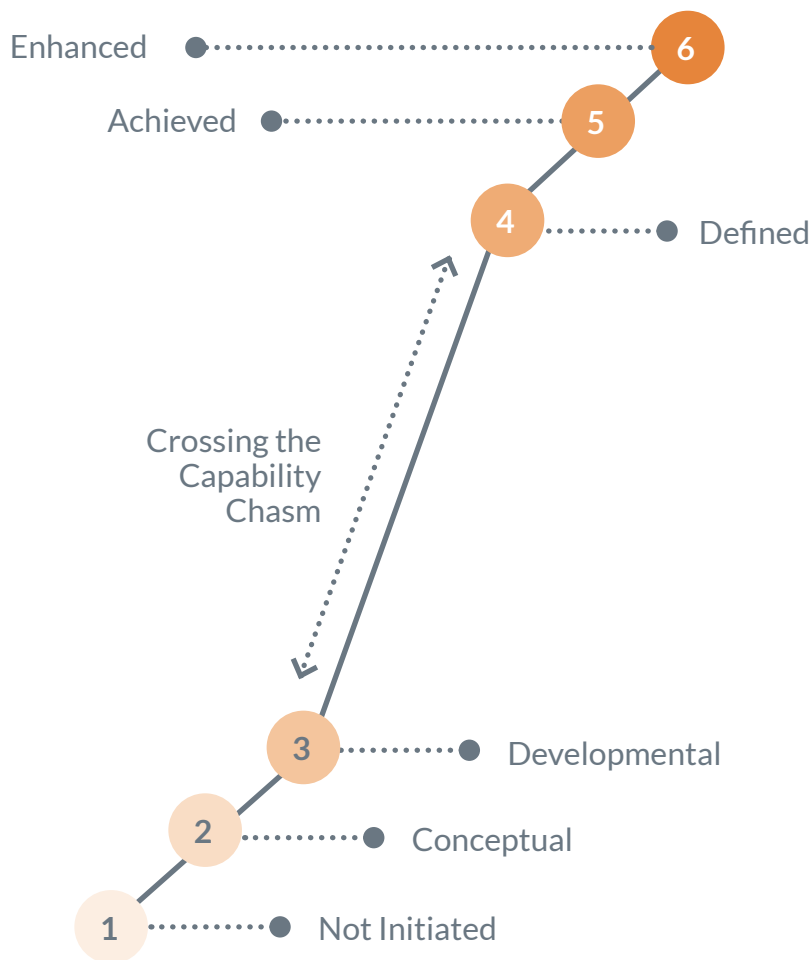 Enhanced
6
Achieved
5
4
Defined
Crossing the
Capability
Chasm
3
Developmental
2
Conceptual
1
Not Initiated